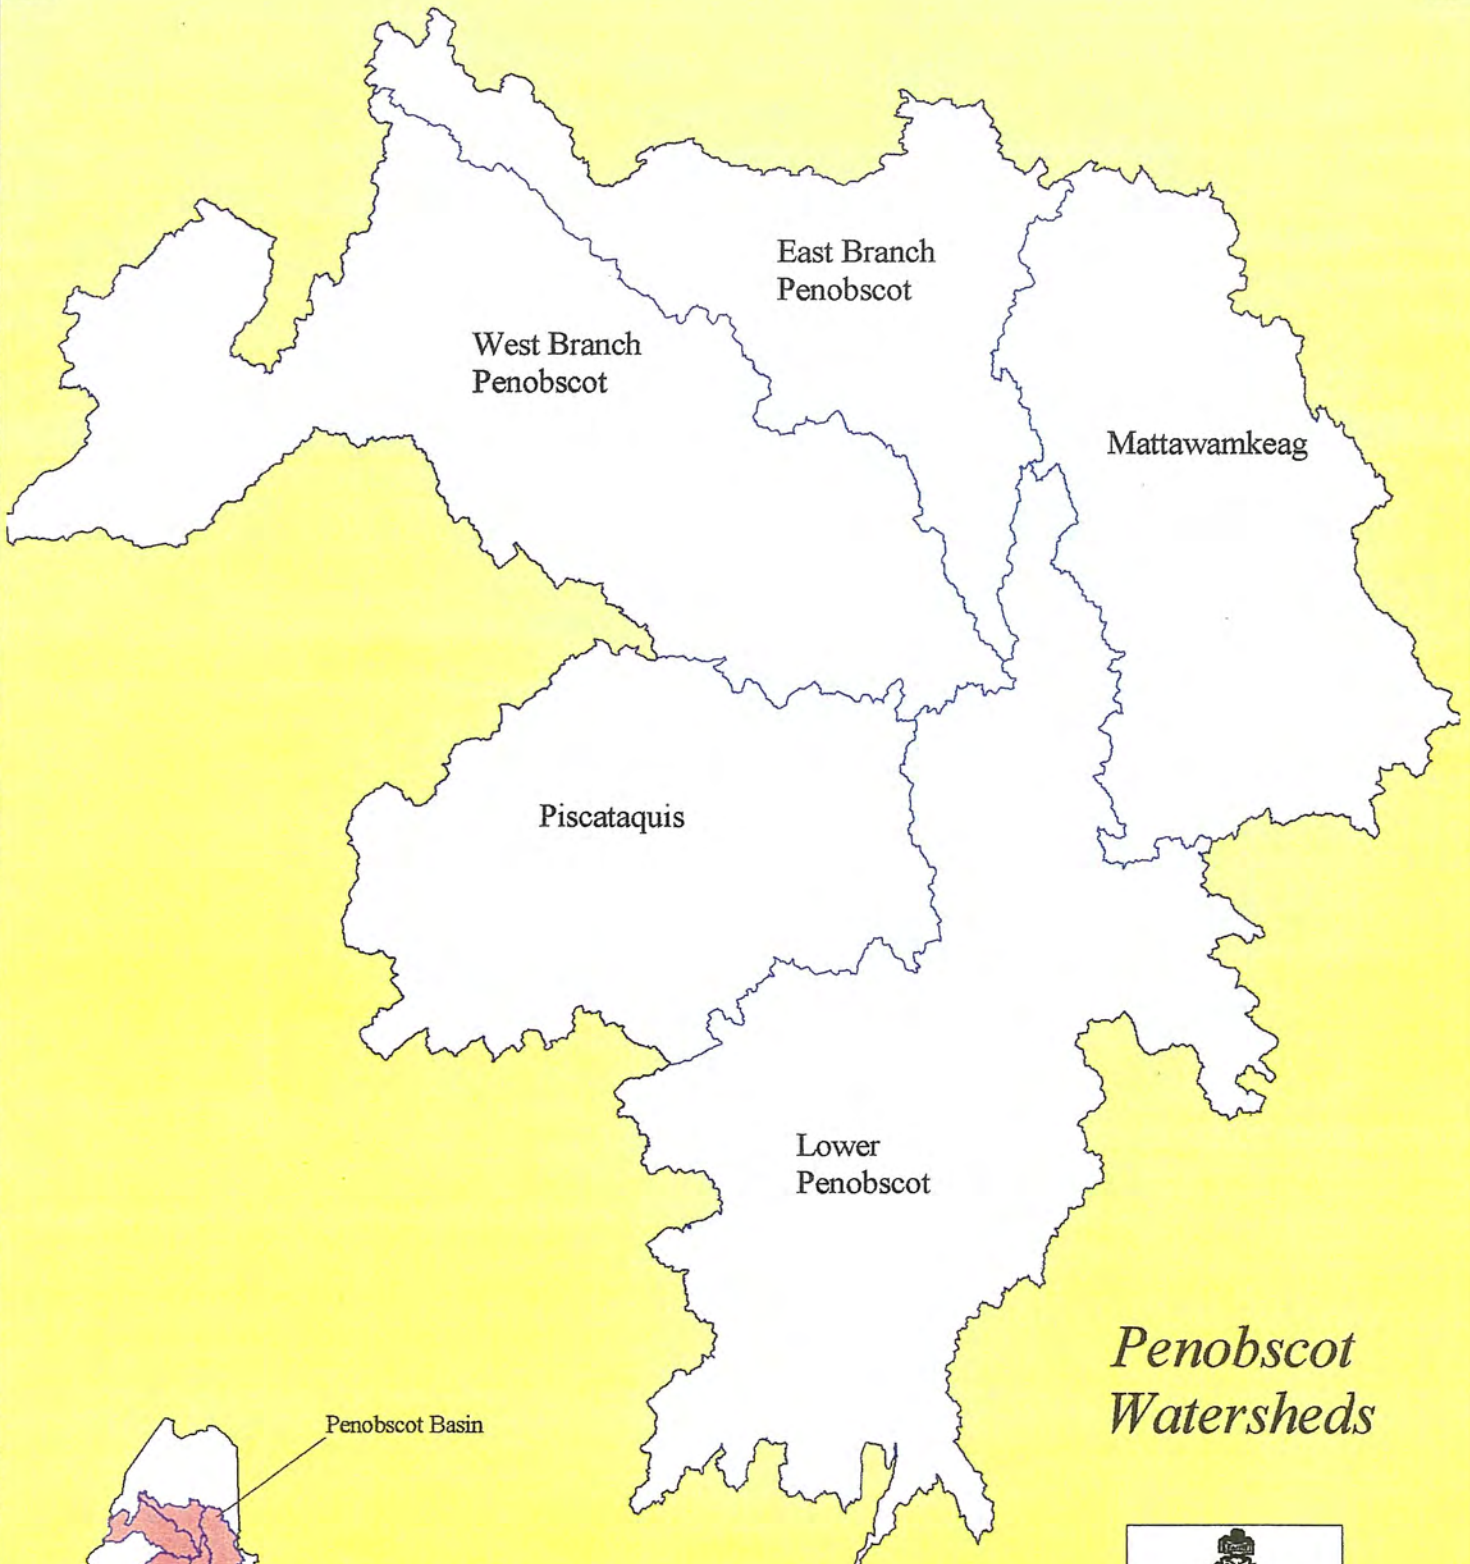 East Branch
Penobscot
West Branch
Penobscot
Mattawamkeag
Piscataquis
Lower
Penobscot
Penobscot
Watersheds
Penobscot Basin